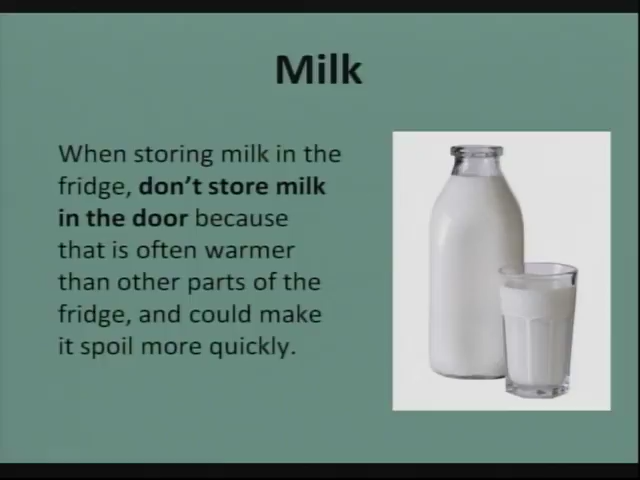 Milk
When storing milk in the
fridge, don’t store milk
in the door because
that is often warmer
than other parts of the
fridge, and could make
it spoil more quickly.